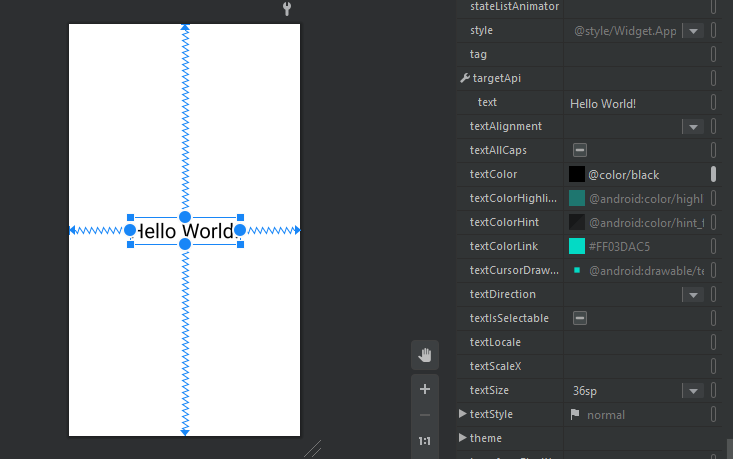 stateListAnimator
style @style/Widget.App
tag
targetApi
text Hello World!
textAlignment
textAllCaps
textColor @color/black
textColorHighli... @android:color/highl
textColorHint @android:color/hint_f
textColorLink #FF03DAC5
textCursorDraw... @android:drawable/te
textDirection
textIsSelectable
textLocale
textScaleX
textSize 36sp
textStyle normal
theme
Hello World!
1:1